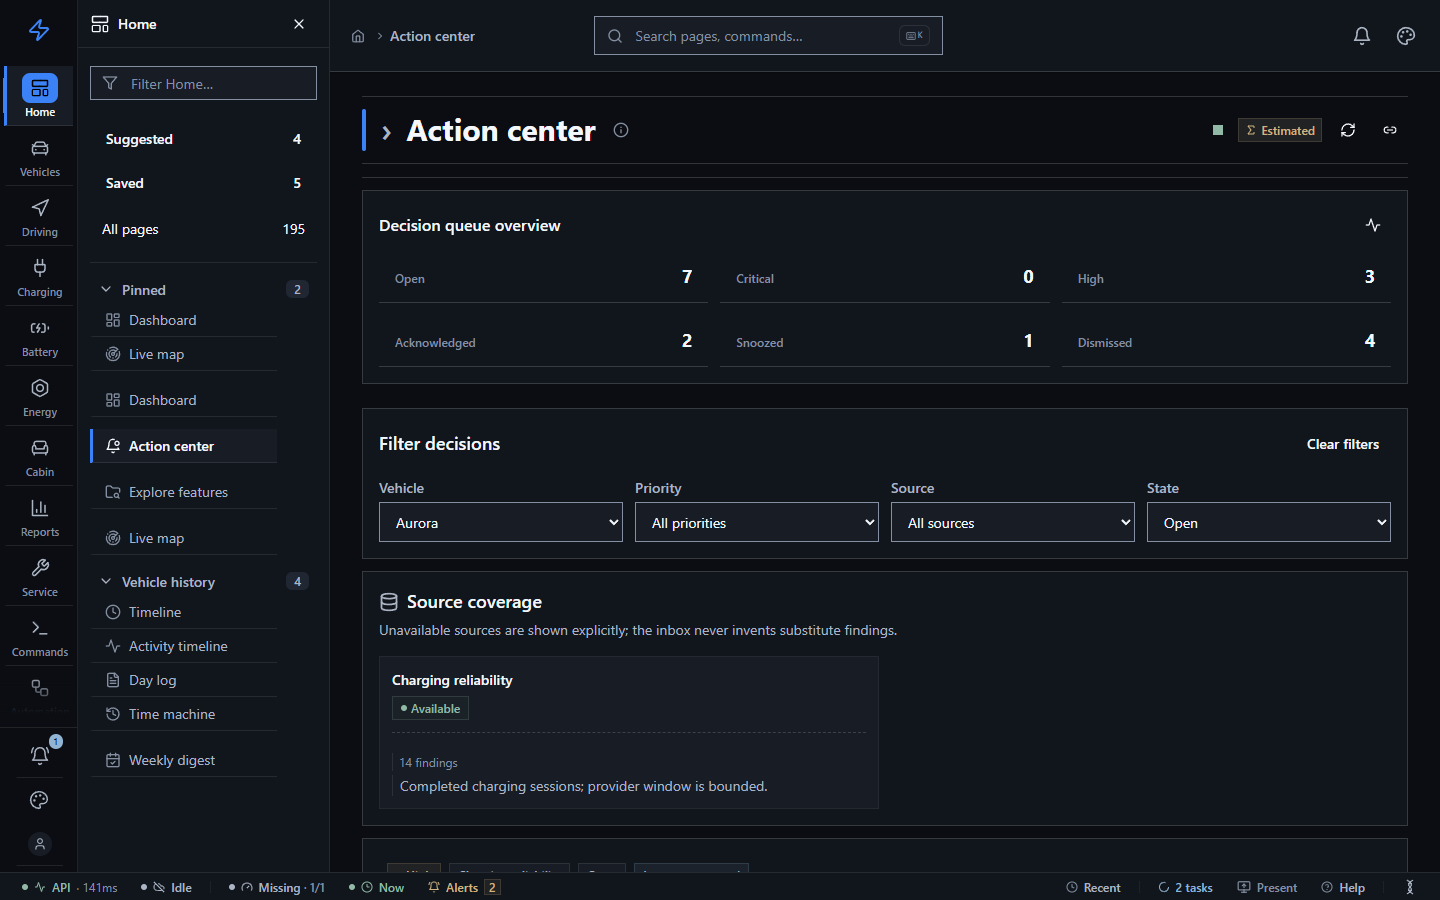 Home
Vehicles
Driving
Charging
Battery
Energy
Cabin
Reports
Service
Commands
1
Home
Filter Home...
Suggested 4
Saved 5
All pages 195
Pinned 2
Dashboard
Live map
Dashboard
Action center
Explore features
Live map
Vehicle history 4
Timeline
Activity timeline
Day log
Time machine
Weekly digest
Action center
Search pages, commands... K
Action center
Σ Estimated
Decision queue overview
Open 7
Critical 0
High 3
Acknowledged 2
Snoozed 1
Dismissed 4
Filter decisions
Clear filters
Vehicle Priority Source State
Aurora All priorities All sources Open
Source coverage
Unavailable sources are shown explicitly; the inbox never invents substitute findings.
Charging reliability
Available
14 findings
Completed charging sessions; provider window is bounded.
API · 141ms Idle Missing · 1/1 Now Alerts 2 Recent 2 tasks Present Help